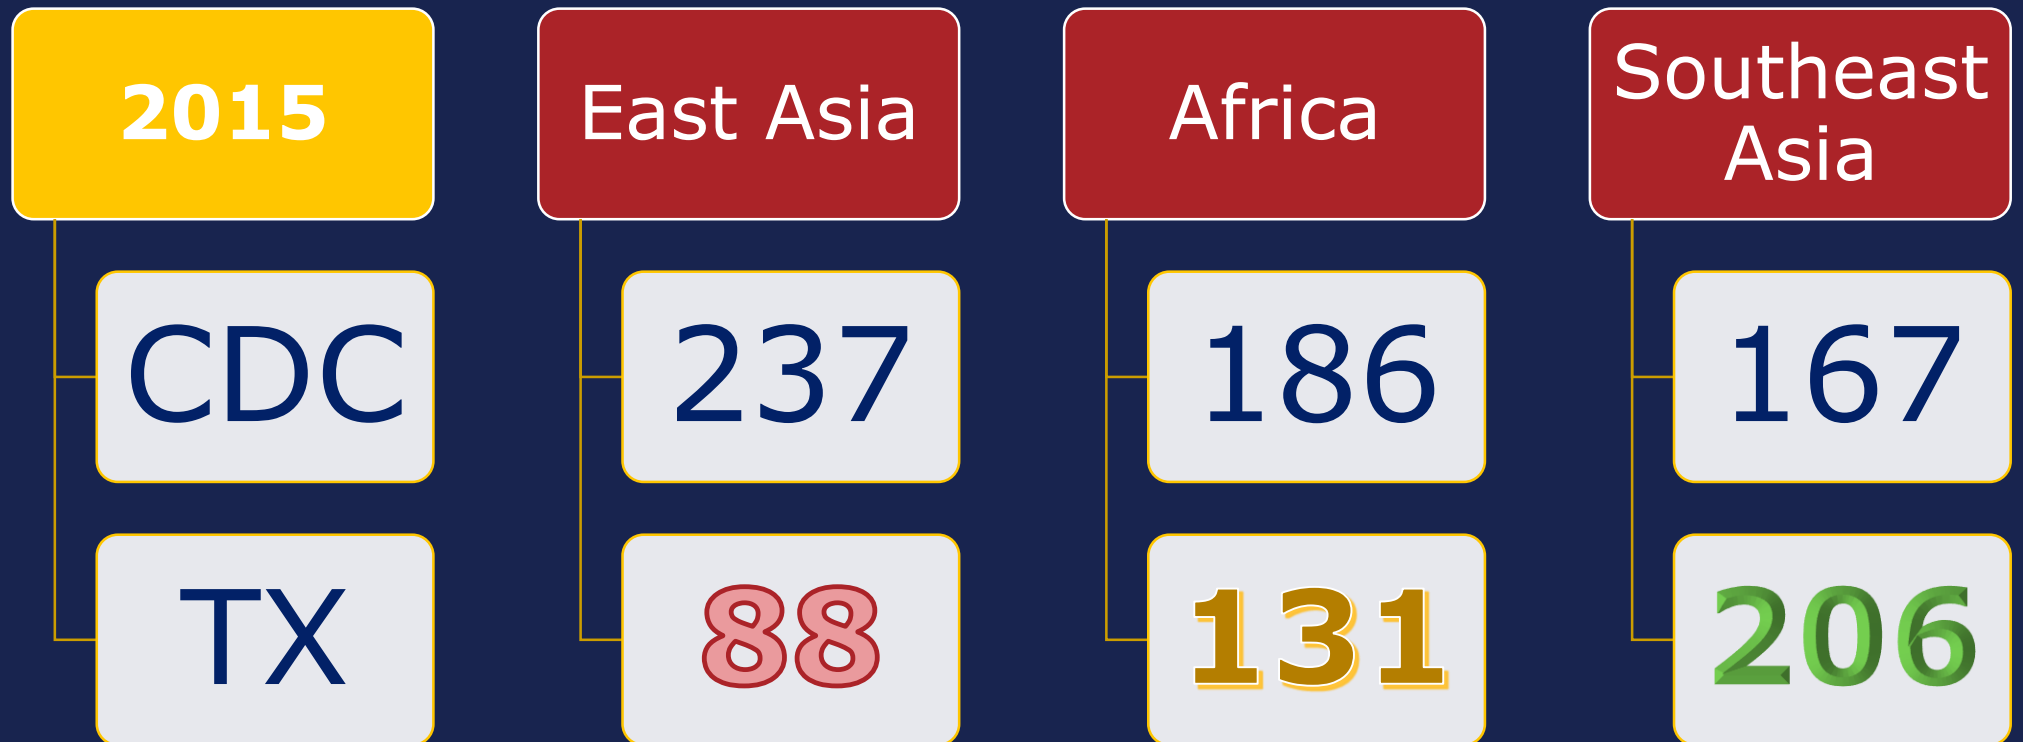 2015
East Asia
Africa
Southeast
Asia
CDC
237
186
167
TX
88
131
206